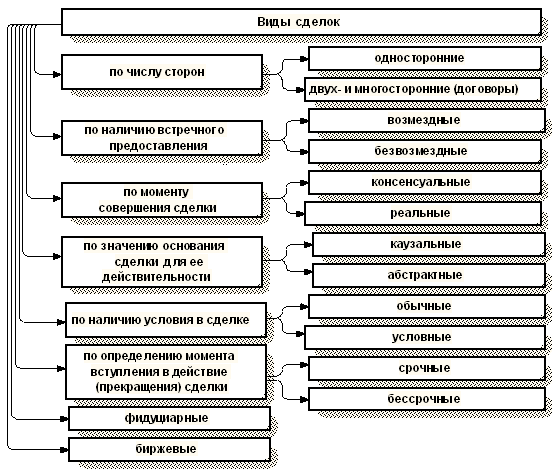 Виды сделок
по числу сторон
односторонние
двух- и многосторонние (договоры)
по наличию встречного
предоставления
возмездные
безвозмездные
по моменту
совершения сделки
консенсуальные
реальные
по значению основания
сделки для ее
действительности
каузальные
абстрактные
по наличию условия в сделке
обычные
условные
по определению момента
вступления в действие
(прекращения) сделки
срочные
бессрочные
фидуциарные
биржевые